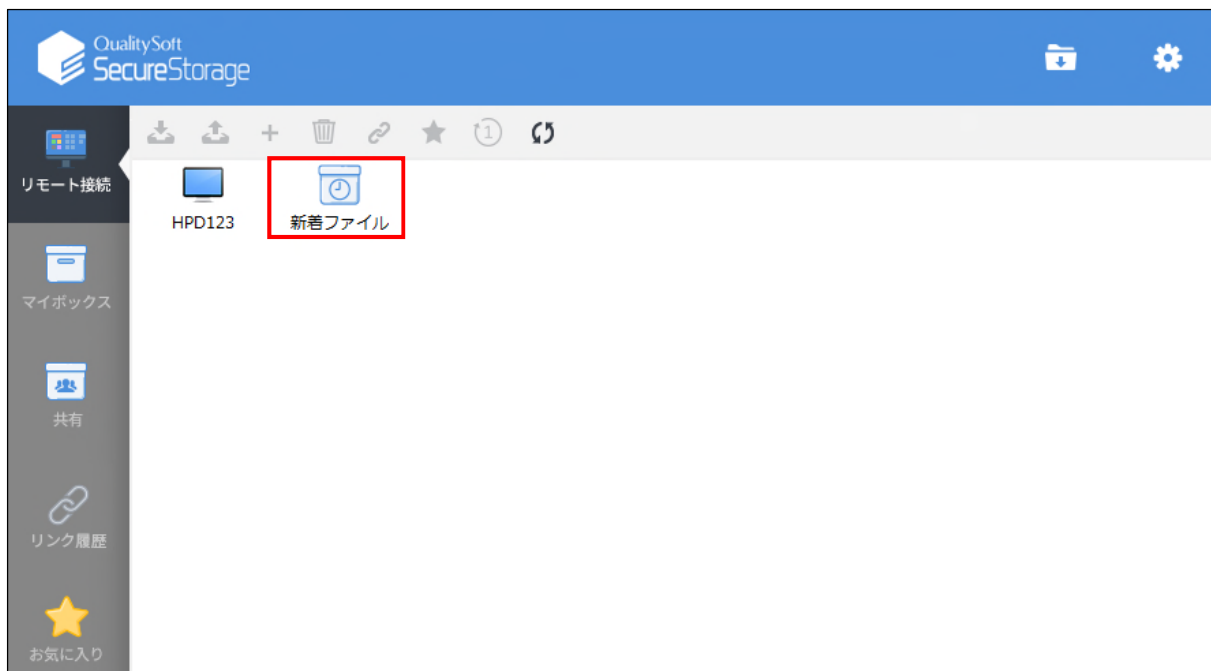 QualitySoft
SecureStorage
1
リモート接続
HPD123
新着ファイル
マイボックス
共有
リンク履歴
お気に入り